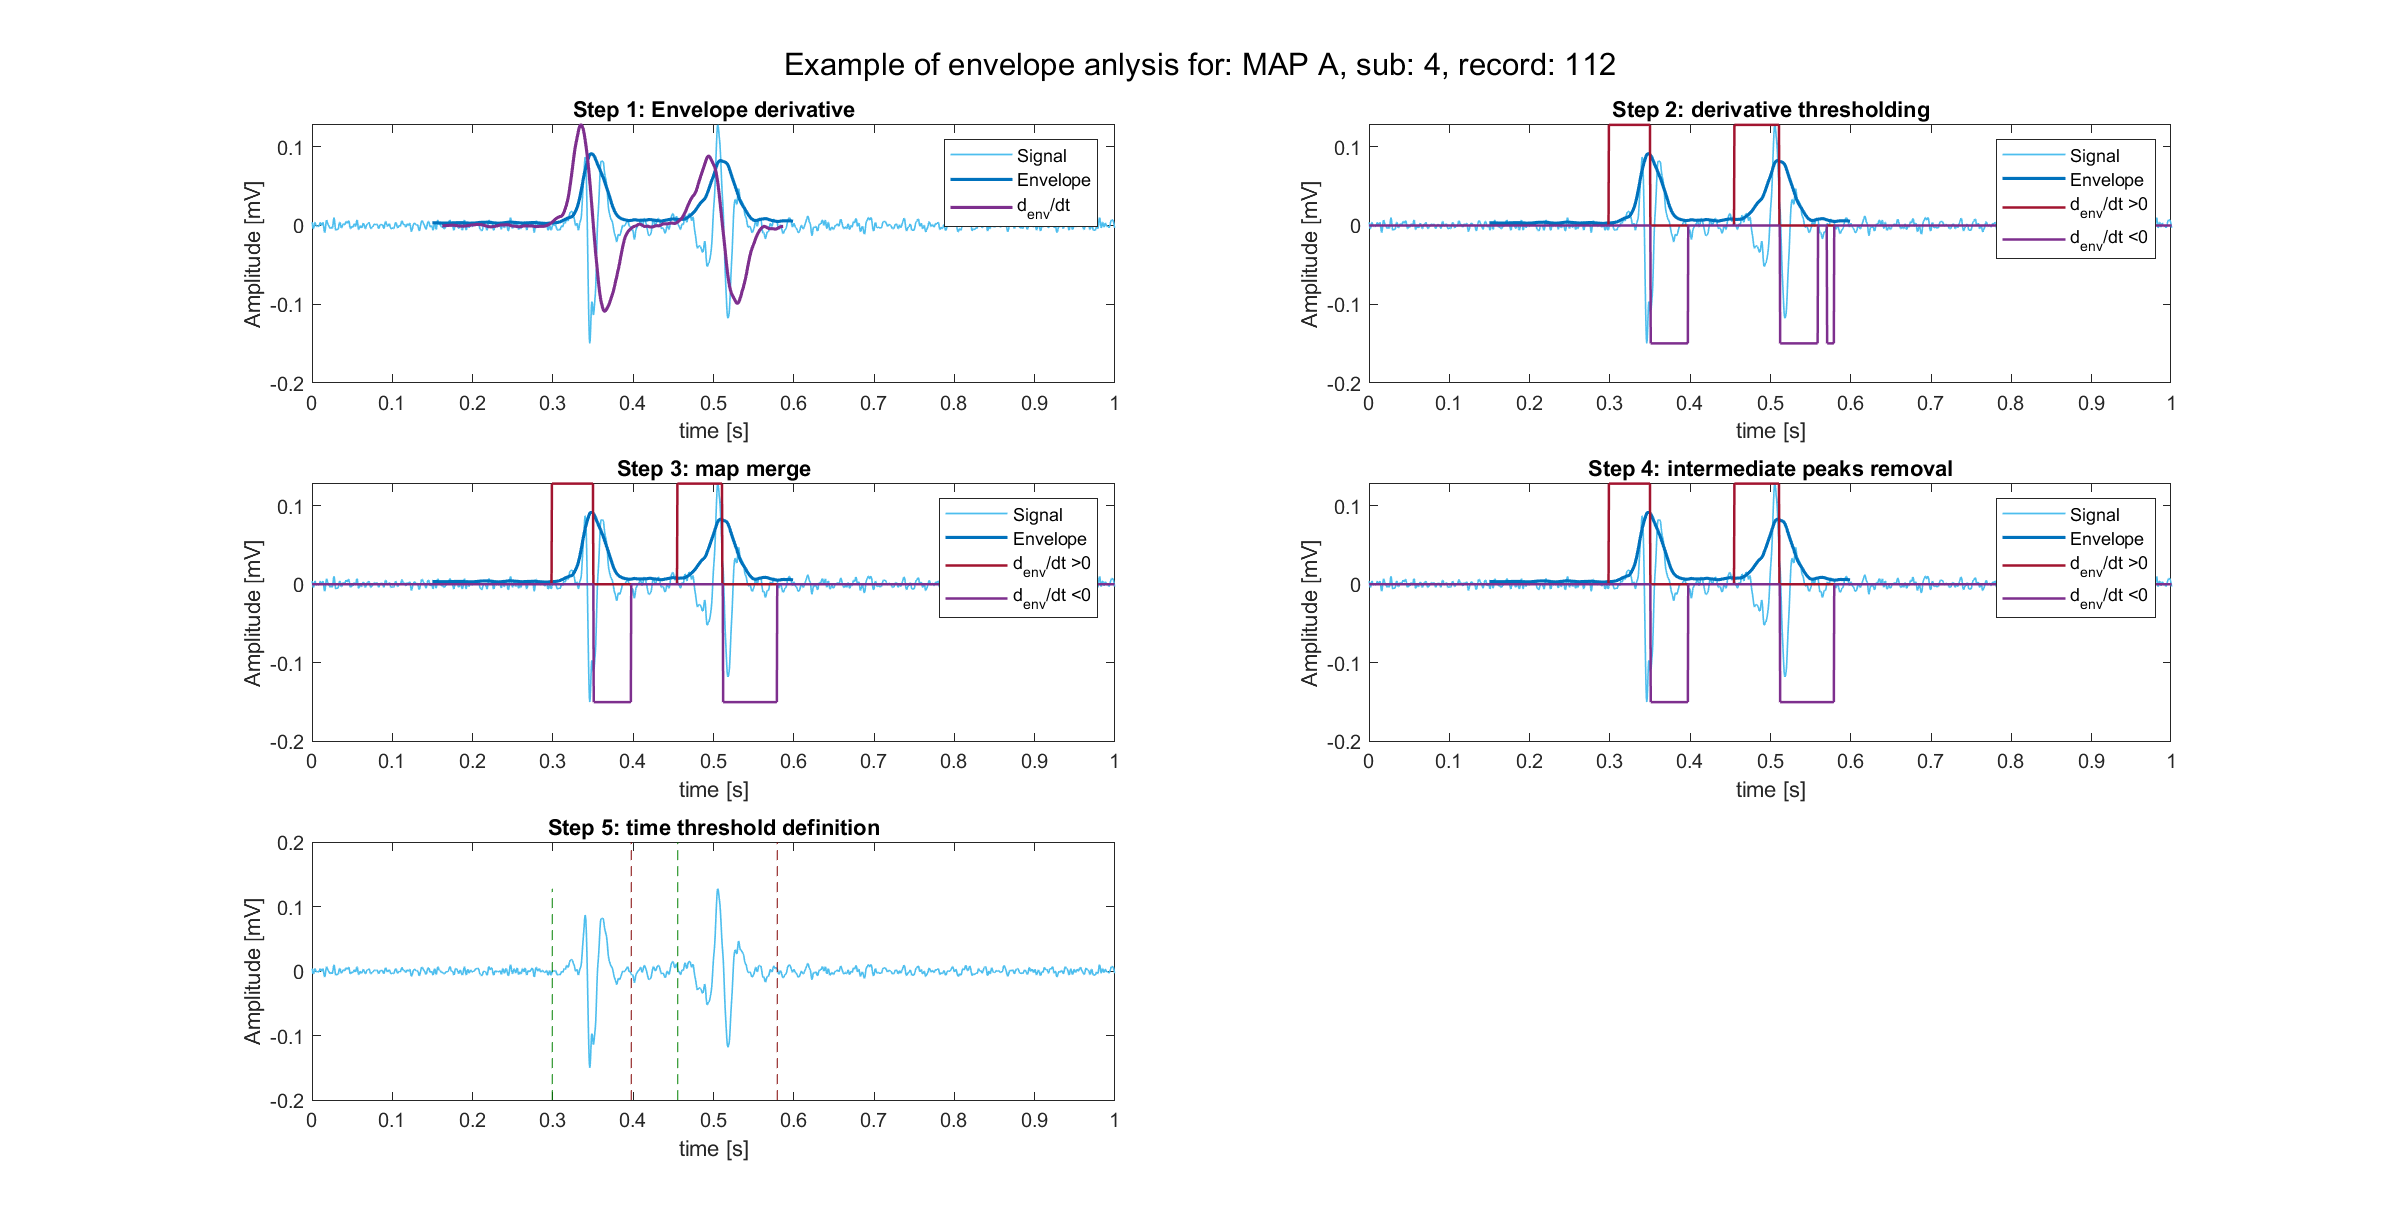 Example of envelope anlysis for: MAP A, sub: 4, record: 112
Step 1: Envelope derivative
Amplitude [mV]
0.1
0
-0.1
-0.2
0 0.1 0.2 0.3 0.4 0.5 0.6 0.7 0.8 0.9 1
time [s]
Signal
Envelope
d_env/dt
Step 2: derivative thresholding
Amplitude [mV]
0.1
0
-0.1
-0.2
0 0.1 0.2 0.3 0.4 0.5 0.6 0.7 0.8 0.9 1
time [s]
Signal
Envelope
d_env/dt >0
d_env/dt <0
Step 3: map merge
Amplitude [mV]
0.1
0
-0.1
-0.2
0 0.1 0.2 0.3 0.4 0.5 0.6 0.7 0.8 0.9 1
time [s]
Signal
Envelope
d_env/dt >0
d_env/dt <0
Step 4: intermediate peaks removal
Amplitude [mV]
0.1
0
-0.1
-0.2
0 0.1 0.2 0.3 0.4 0.5 0.6 0.7 0.8 0.9 1
time [s]
Signal
Envelope
d_env/dt >0
d_env/dt <0
Step 5: time threshold definition
Amplitude [mV]
0.2
0.1
0
-0.1
-0.2
0 0.1 0.2 0.3 0.4 0.5 0.6 0.7 0.8 0.9 1
time [s]